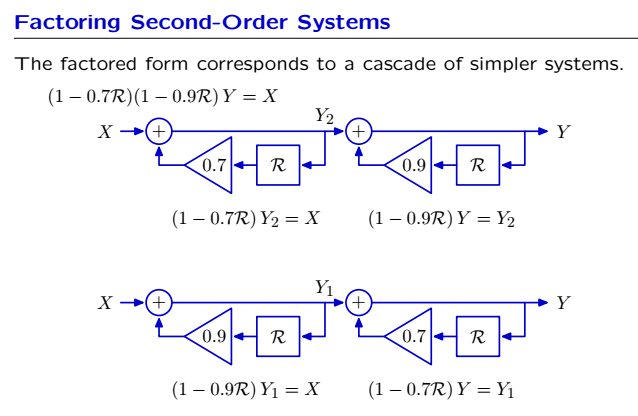 Factoring Second-Order Systems
The factored form corresponds to a cascade of simpler systems.
(1 − 0.7ℛ)(1 − 0.9ℛ) Y = X
X + Y₂ + Y
0.7 ℛ 0.9 ℛ
(1 − 0.7ℛ) Y₂ = X (1 − 0.9ℛ) Y = Y₂
X + Y₁ + Y
0.9 ℛ 0.7 ℛ
(1 − 0.9ℛ) Y₁ = X (1 − 0.7ℛ) Y = Y₁